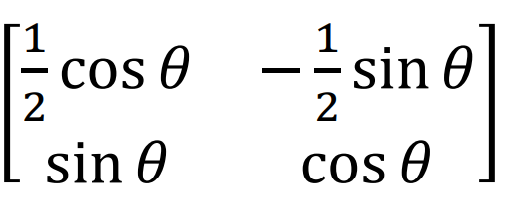 [ 1/2 cos θ  − 1/2 sin θ ]
[ sin θ  cos θ ]